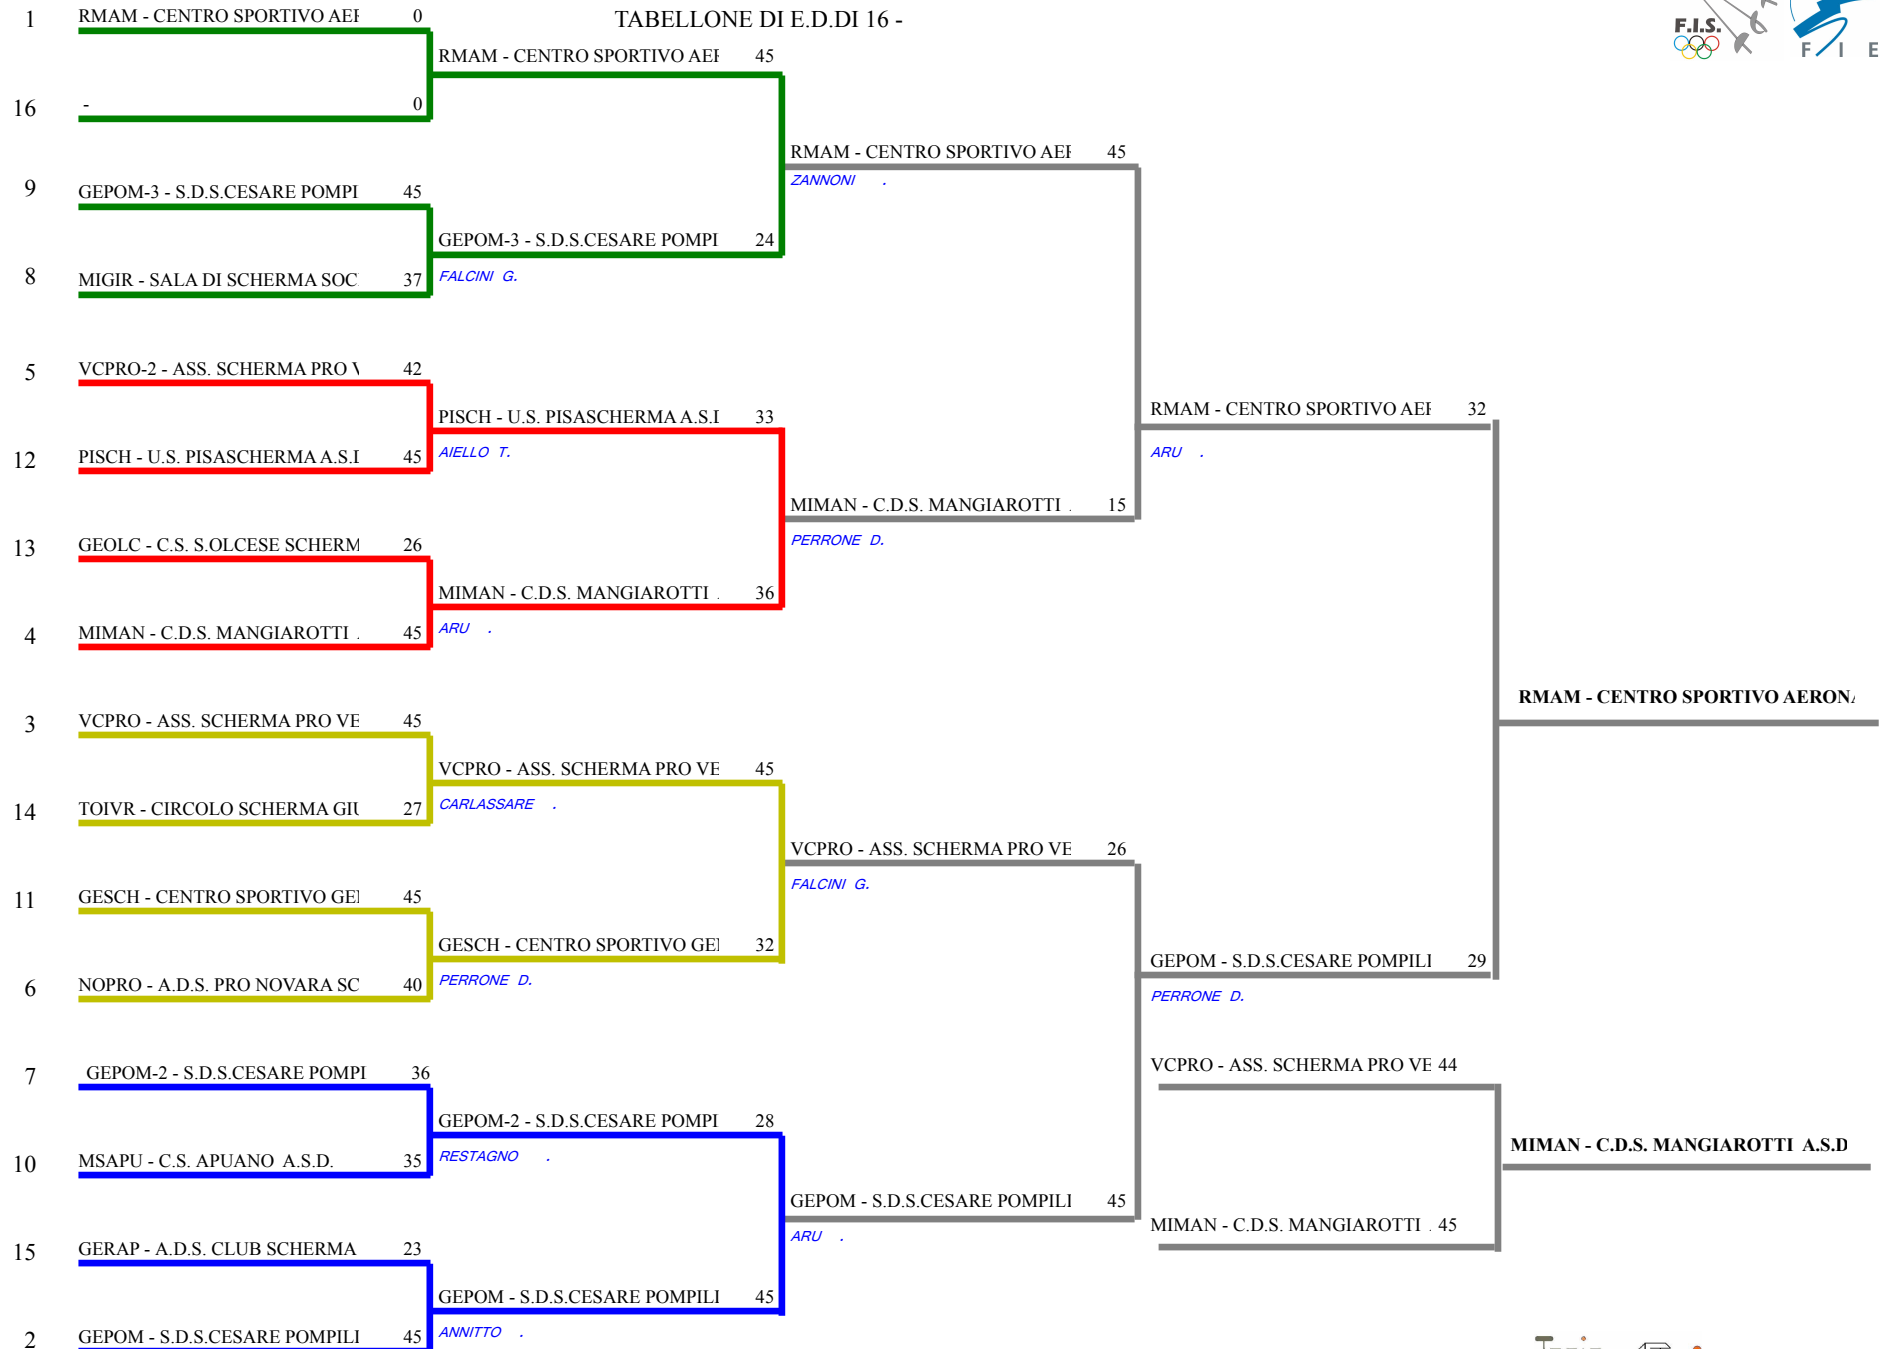 TABELLONE DI E.D.DI 16 -
F.I.S.
F I E
1 RMAM - CENTRO SPORTIVO 0
16 - 0
9 GEPOM-3 - S.D.S.CESARE POMPI 45
8 MIGIR - SALA DI SCHERMA SOC 37
5 VCPRO-2 - ASS. SCHERMA PRO 42
12 PISCH - U.S. PISASCHERMA 45
13 GEOLC - C.S. S.OLCESE SCHERM 26
4 MIMAN - C.D.S. MANGIAROTTI 45
3 VCPRO - ASS. SCHERMA PRO VE 45
14 TOIVR - CIRCOLO SCHERMA 27
11 GESCH - CENTRO SPORTIVO 45
6 NOPRO - A.D.S. PRO NOVARA SC 40
7 GEPOM-2 - S.D.S.CESARE POMPI 36
10 MSAPU - C.S. APUANO A.S.D. 35
15 GERAP - A.D.S. CLUB SCHERMA 23
2 GEPOM - S.D.S.CESARE POMPILI 45
RMAM - CENTRO SPORTIVO 45
GEPOM-3 - S.D.S.CESARE POMPI 24
FALCINI G.
PISCH - U.S. PISASCHERMA 33
AIELLO T.
MIMAN - C.D.S. MANGIAROTTI 36
ARU .
VCPRO - ASS. SCHERMA PRO VE 45
CARLASSARE .
GESCH - CENTRO SPORTIVO 32
PERRONE D.
GEPOM-2 - S.D.S.CESARE POMPI 28
RESTAGNO .
GEPOM - S.D.S.CESARE POMPILI 45
ANNITTO .
RMAM - CENTRO SPORTIVO 45
ZANNONI .
MIMAN - C.D.S. MANGIAROTTI 15
PERRONE D.
VCPRO - ASS. SCHERMA PRO VE 26
FALCINI G.
GEPOM - S.D.S.CESARE POMPILI 45
ARU .
RMAM - CENTRO SPORTIVO 32
ARU .
GEPOM - S.D.S.CESARE POMPILI 29
PERRONE D.
VCPRO - ASS. SCHERMA PRO VE 44
MIMAN - C.D.S. MANGIAROTTI 45
RMAM - CENTRO SPORTIVO AERONA
MIMAN - C.D.S. MANGIAROTTI A.S.D